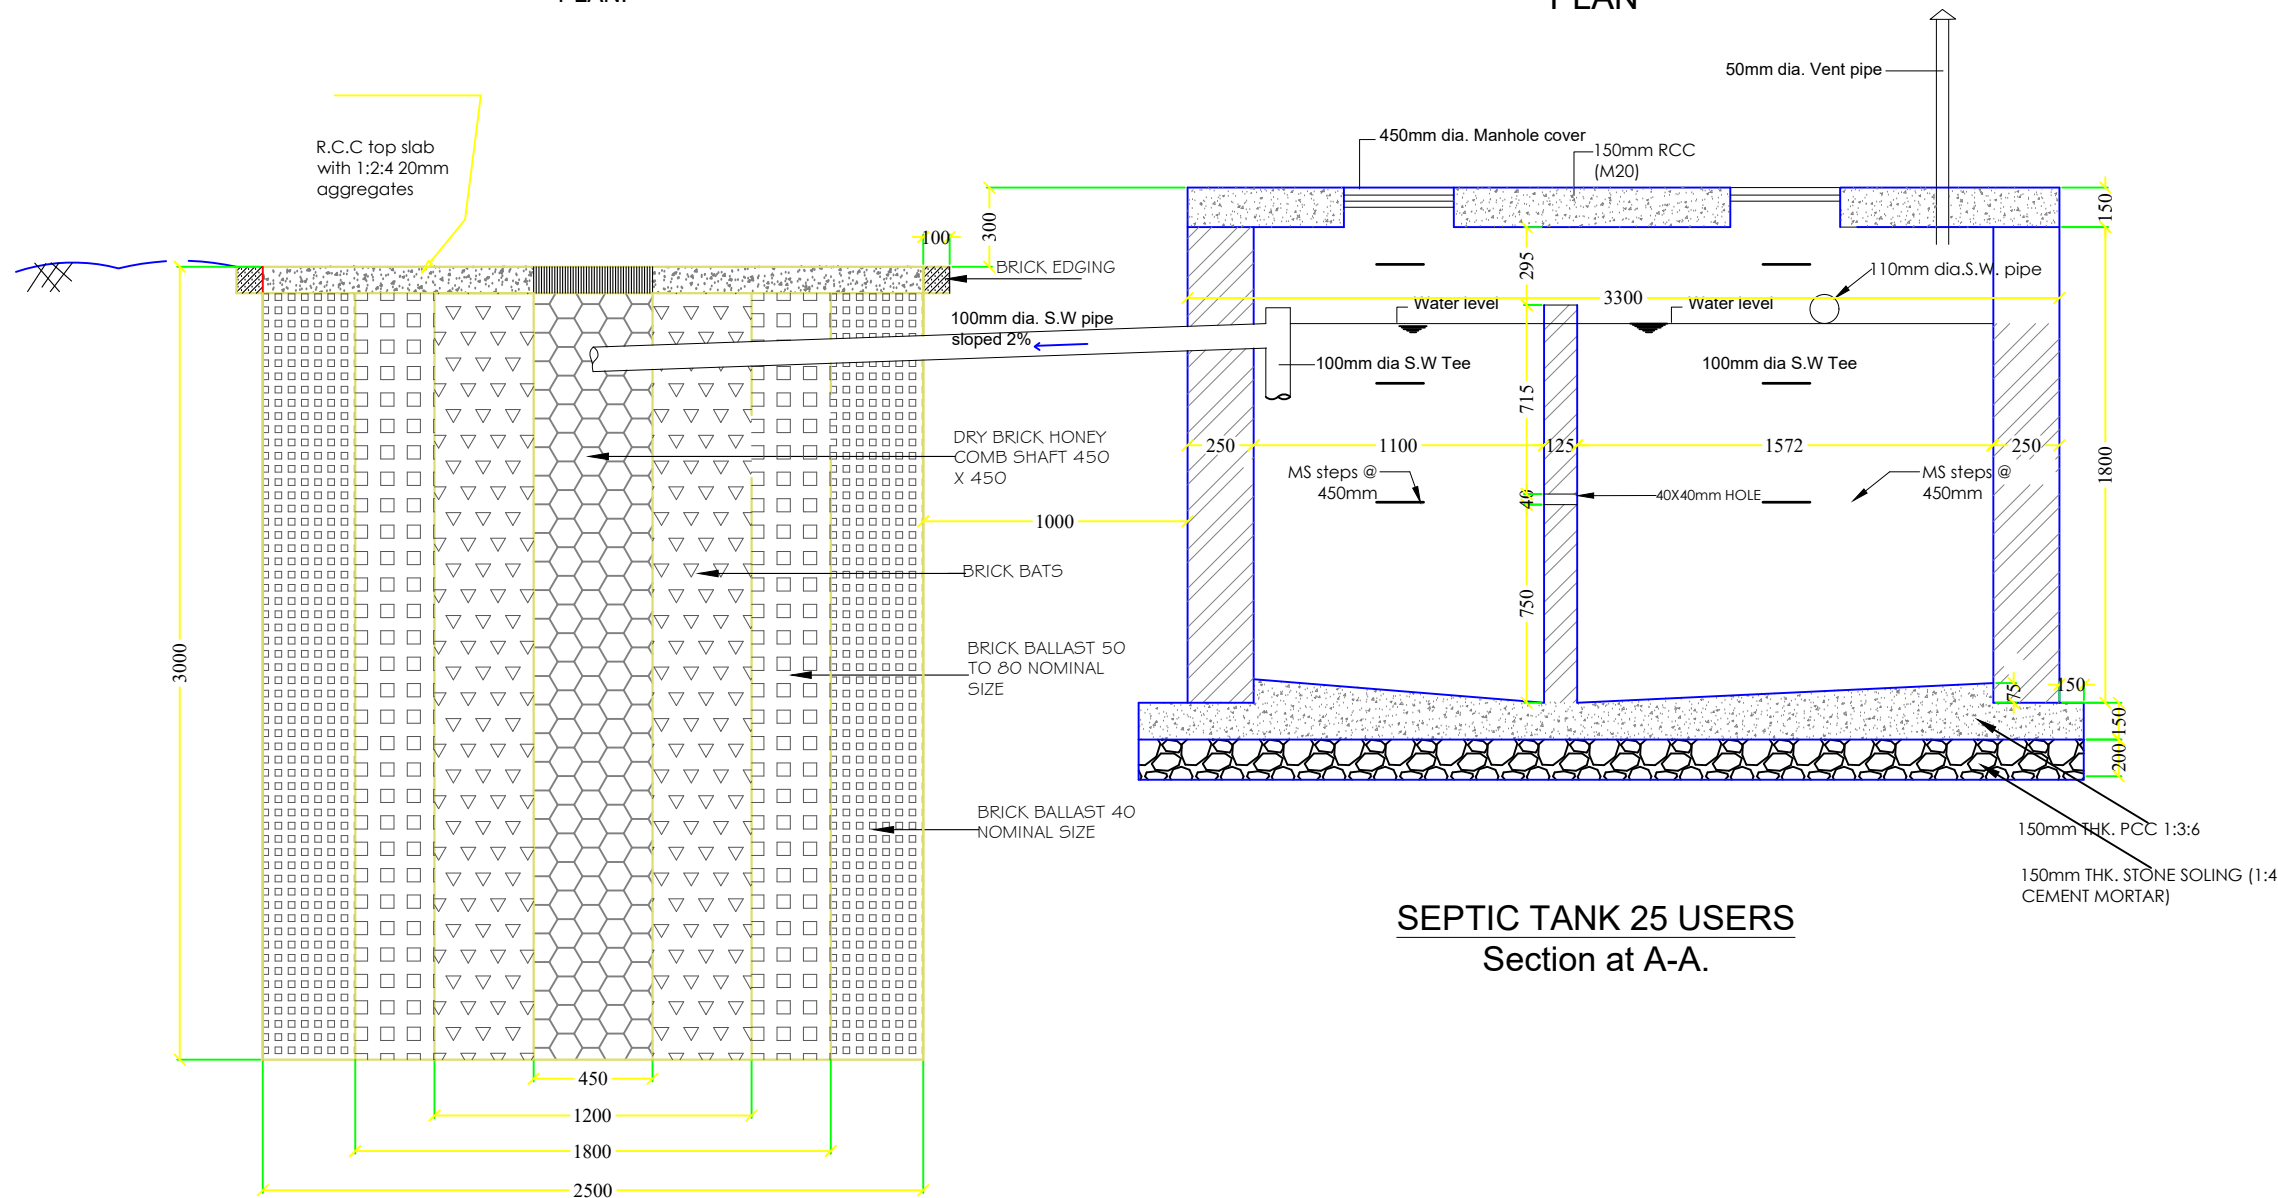 PLAN
50mm dia. Vent pipe
R.C.C top slab
with 1:2:4 20mm
aggregates
450mm dia. Manhole cover
150mm RCC
(M20)
150
300
100
BRICK EDGING
295
110mm dia.S.W. pipe
3300
Water level
Water level
100mm dia. S.W pipe
sloped 2%
100mm dia S.W Tee
100mm dia S.W Tee
715
DRY BRICK HONEY
COMB SHAFT 450
X 450
250
1100
125
1572
250
1800
MS steps @
450mm
40
40X40mm HOLE
MS steps @
450mm
1000
BRICK BATS
750
3000
BRICK BALLAST 50
TO 80 NOMINAL
SIZE
75
150
150
200
BRICK BALLAST 40
NOMINAL SIZE
150mm THK. PCC 1:3:6
150mm THK. STONE SOLING (1:4
CEMENT MORTAR)
SEPTIC TANK 25 USERS
Section at A-A.
450
1200
1800
2500